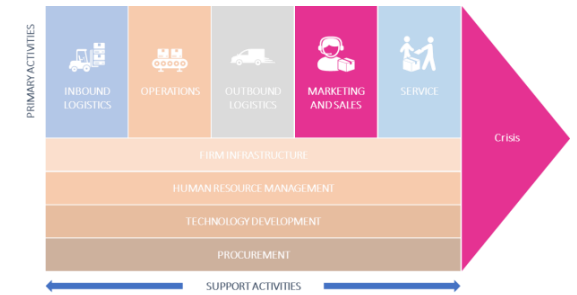 PRIMARY ACTIVITIES
INBOUND
LOGISTICS
OPERATIONS
OUTBOUND
LOGISTICS
MARKETING
AND SALES
SERVICE
Crisis
FIRM INFRASTRUCTURE
HUMAN RESOURCE MANAGEMENT
TECHNOLOGY DEVELOPMENT
PROCUREMENT
SUPPORT ACTIVITIES